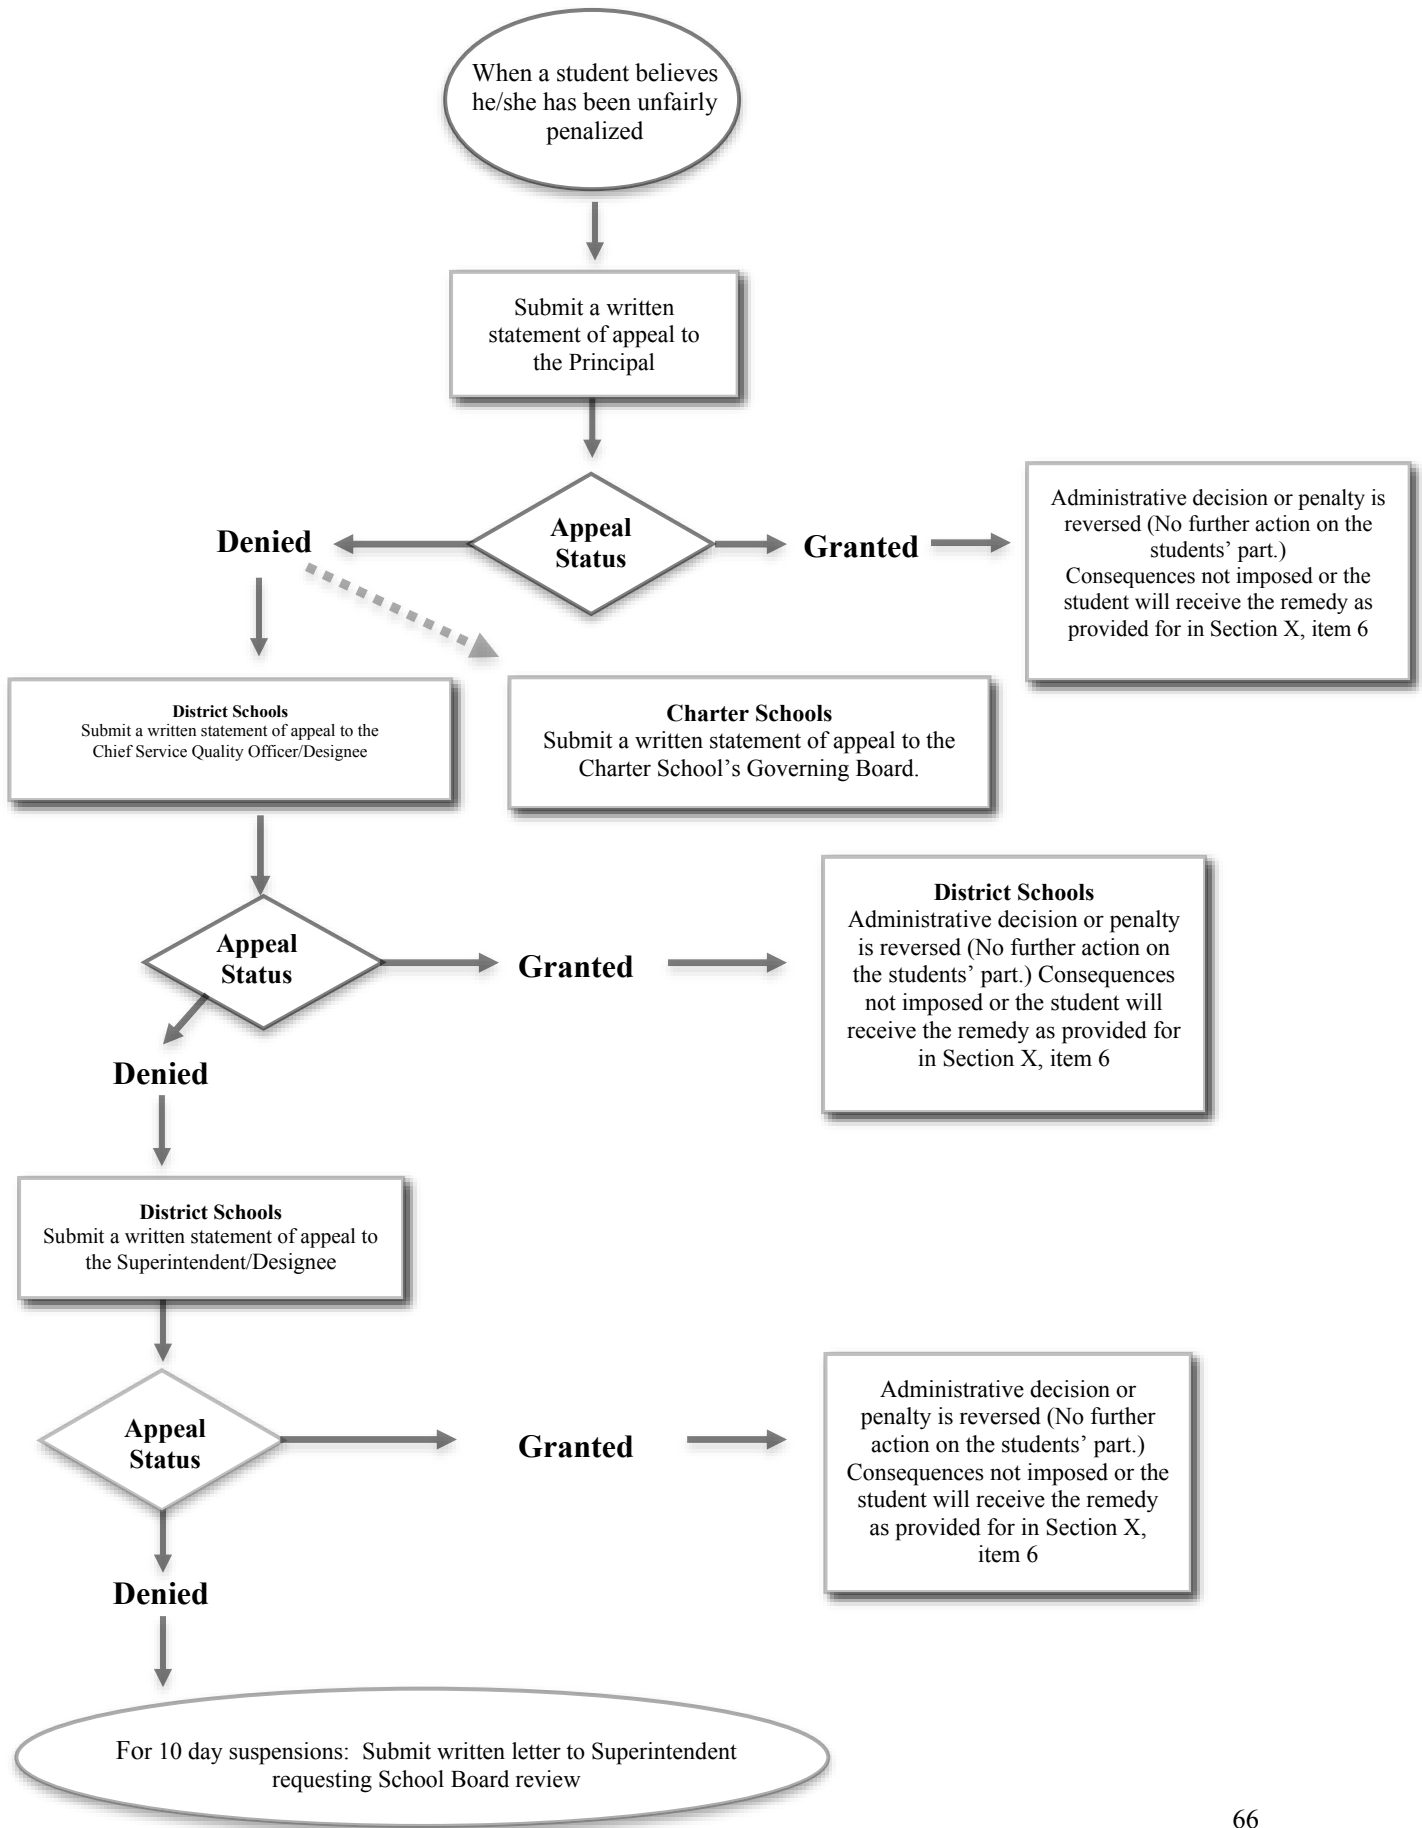 When a student believes
he/she has been unfairly
penalized
Submit a written
statement of appeal to
the Principal
Appeal
Status
Denied
Granted
Administrative decision or penalty is
reversed (No further action on the
students’ part.)
Consequences not imposed or the
student will receive the remedy as
provided for in Section X, item 6
District Schools
Submit a written statement of appeal to the
Chief Service Quality Officer/Designee
Charter Schools
Submit a written statement of appeal to the
Charter School’s Governing Board.
Appeal
Status
Granted
District Schools
Administrative decision or penalty
is reversed (No further action on
the students’ part.) Consequences
not imposed or the student will
receive the remedy as provided for
in Section X, item 6
Denied
District Schools
Submit a written statement of appeal to
the Superintendent/Designee
Appeal
Status
Granted
Administrative decision or
penalty is reversed (No further
action on the students’ part.)
Consequences not imposed or the
student will receive the remedy
as provided for in Section X,
item 6
Denied
For 10 day suspensions: Submit written letter to Superintendent
requesting School Board review
66